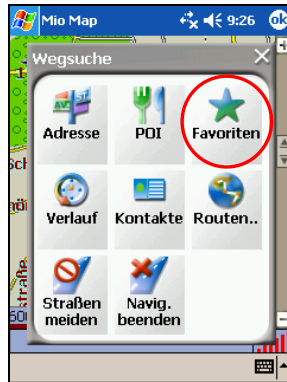 Mio Map 9:26 ok
Wegsuche
Adresse POI Favoriten
Verlauf Kontakte Routen..
Straßen meiden Navig. beenden